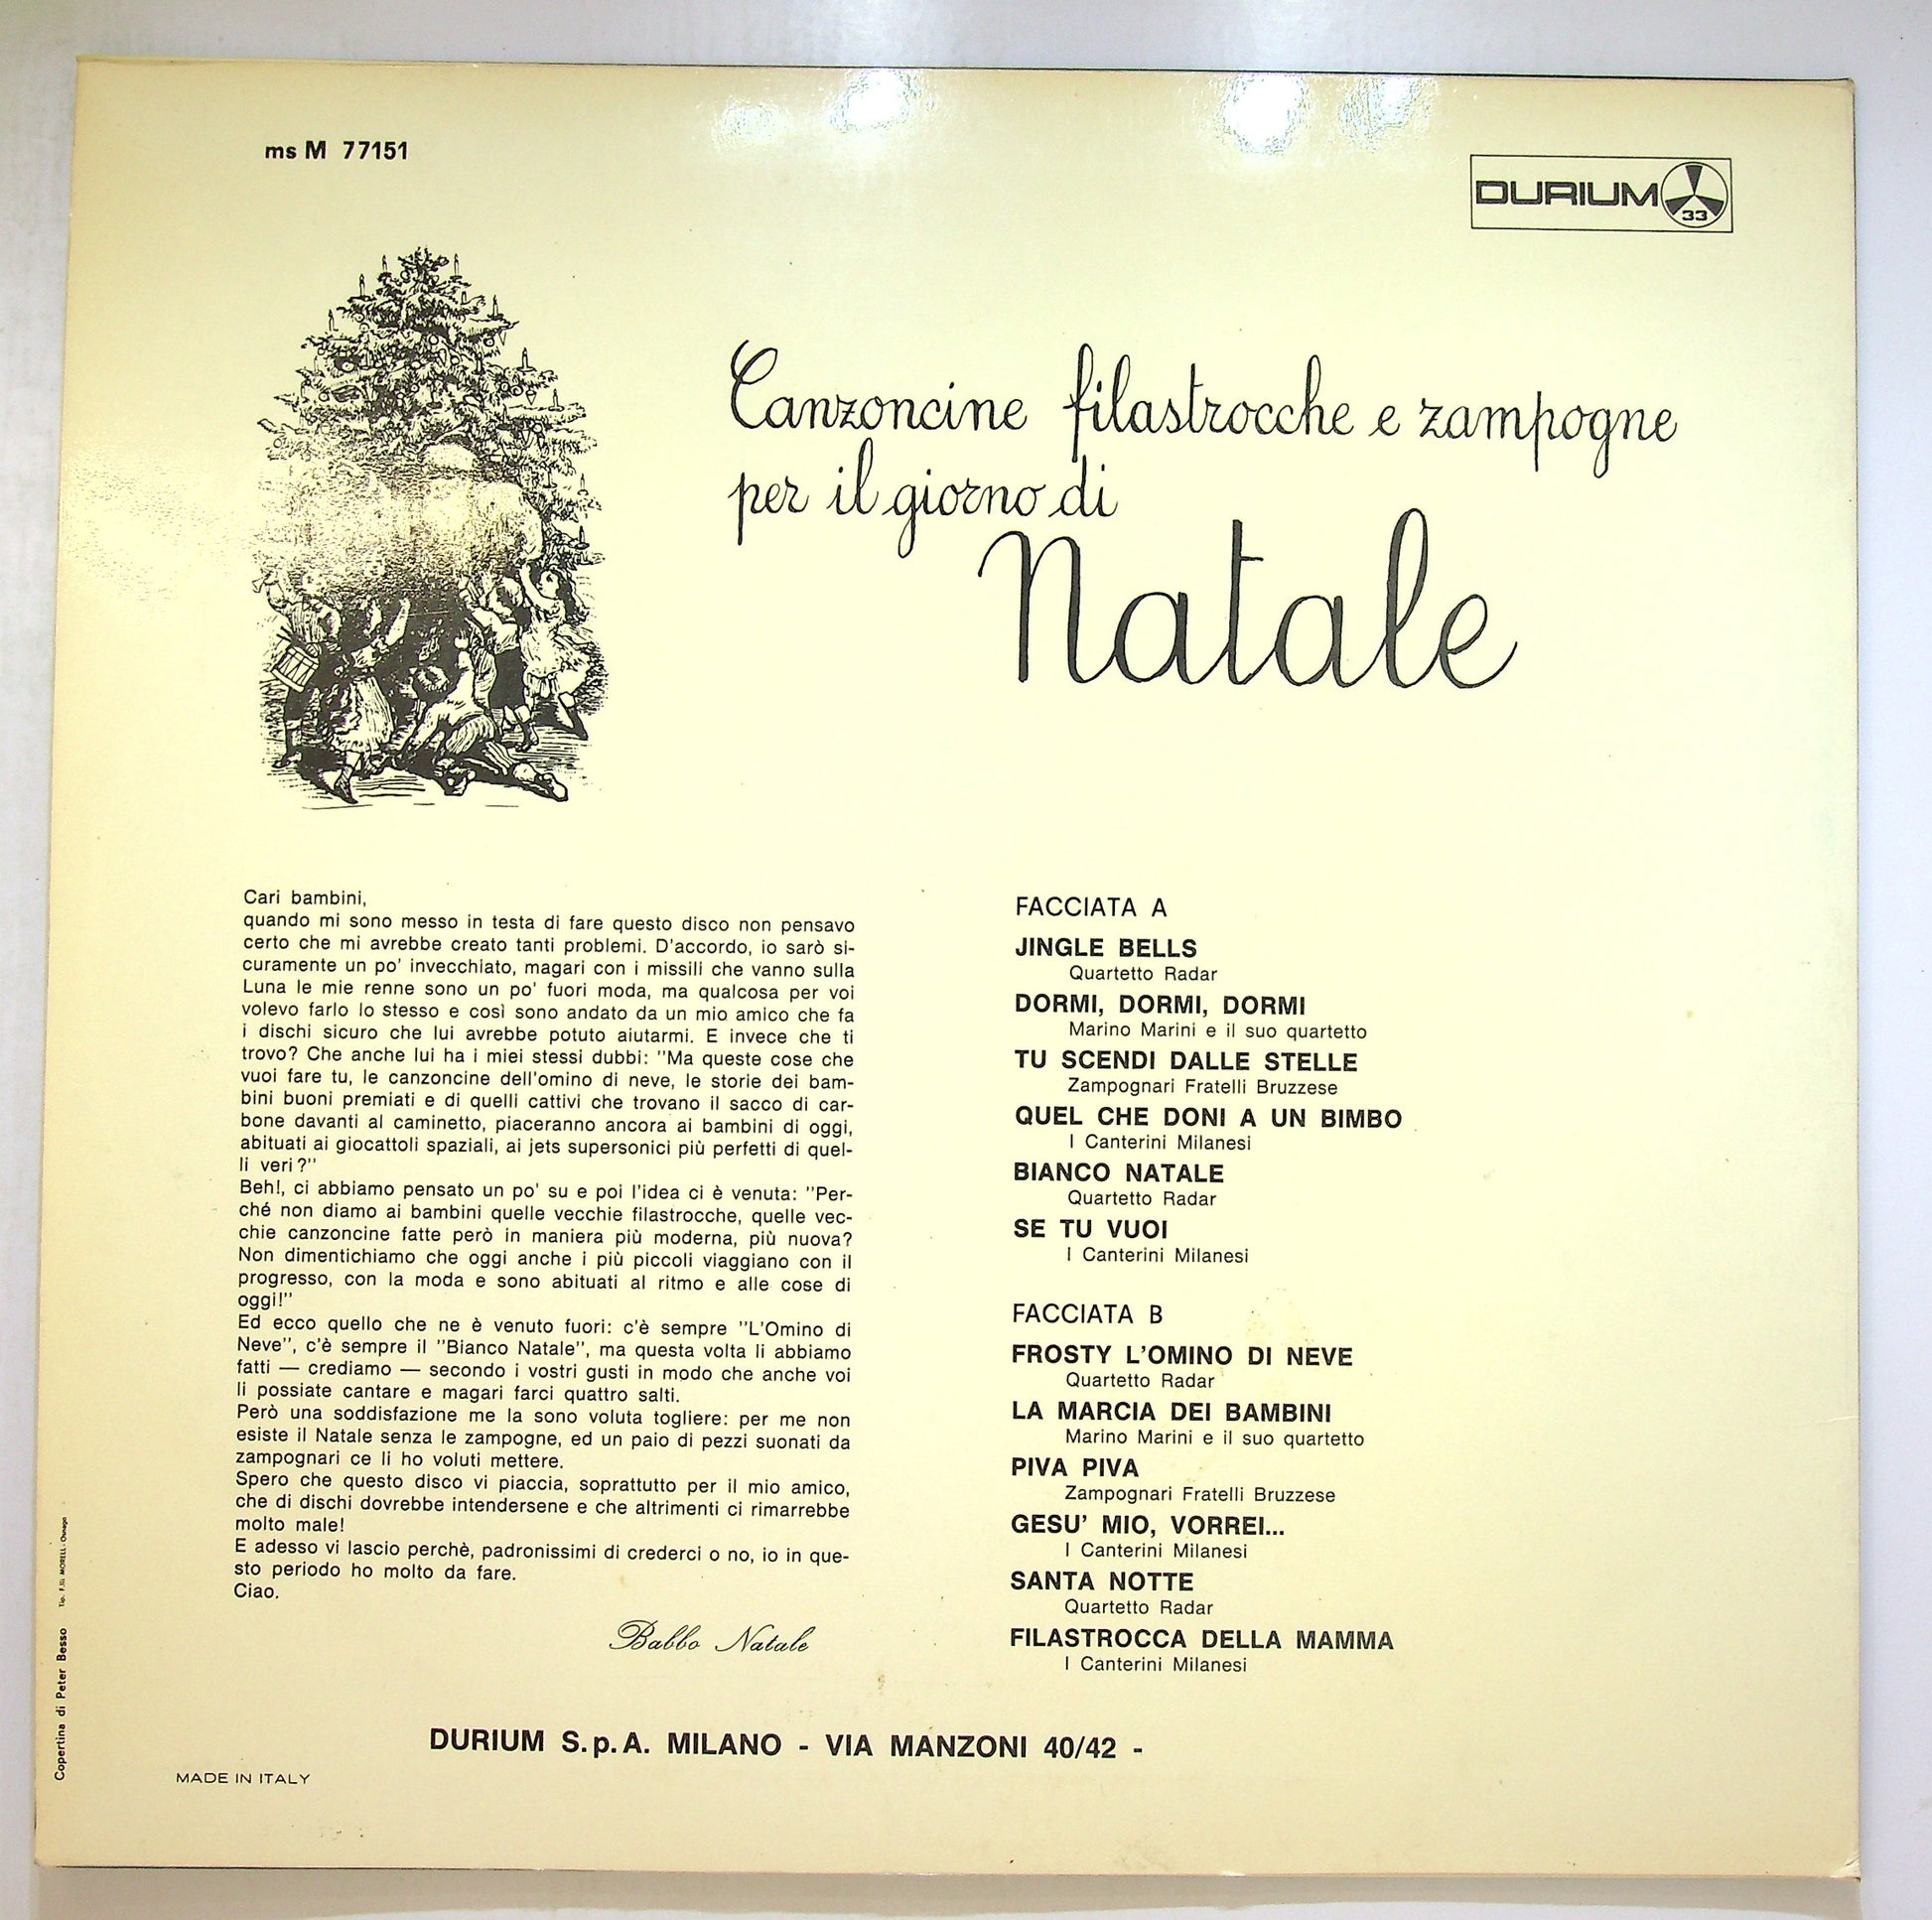 ms M 77151
DURIUM 33
Canzoncine filastrocche e zampogne
per il giorno di
Natale
Cari bambini,
quando mi sono messo in testa di fare questo disco non pensavo
certo che mi avrebbe creato tanti problemi. D'accordo, io sarò si-
curamente un po' invecchiato, magari con i missili che vanno sulla
Luna le mie renne sono un po' fuori moda, ma qualcosa per voi
volevo farlo lo stesso e così sono andato da un mio amico che fa
i dischi sicuro che lui avrebbe potuto aiutarmi. E invece che ti
trovo? Che anche lui ha i miei stessi dubbi: "Ma queste cose che
vuoi fare tu, le canzoncine dell'omino di neve, le storie dei bam-
bini buoni premiati e di quelli cattivi che trovano il sacco di car-
bone davanti al caminetto, piaceranno ancora ai bambini di oggi,
abituati ai giocattoli spaziali, ai jets supersonici più perfetti di quel-
li veri?"
Beh!, ci abbiamo pensato un po' su e poi l'idea ci è venuta: "Per-
ché non diamo ai bambini quelle vecchie filastrocche, quelle vec-
chie canzoncine fatte però in maniera più moderna, più nuova?
Non dimentichiamo che oggi anche i più piccoli viaggiano con il
progresso, con la moda e sono abituati al ritmo e alle cose di
oggi!"
Ed ecco quello che ne è venuto fuori: c'è sempre "L'Omino di
Neve", c'è sempre il "Bianco Natale", ma questa volta li abbiamo
fatti — crediamo — secondo i vostri gusti in modo che anche voi
li possiate cantare e magari farci quattro salti.
Però una soddisfazione me la sono voluta togliere: per me non
esiste il Natale senza le zampogne, ed un paio di pezzi suonati da
zampognari ce li ho voluti mettere.
Spero che questo disco vi piaccia, soprattutto per il mio amico,
che di dischi dovrebbe intendersene e che altrimenti ci rimarrebbe
molto male!
E adesso vi lascio perchè, padronissimi di crederci o no, io in que-
sto periodo ho molto da fare.
Ciao.
Babbo Natale
FACCIATA A
JINGLE BELLS
Quartetto Radar
DORMI, DORMI, DORMI
Marino Marini e il suo quartetto
TU SCENDI DALLE STELLE
Zampognari Fratelli Bruzzese
QUEL CHE DONI A UN BIMBO
I Canterini Milanesi
BIANCO NATALE
Quartetto Radar
SE TU VUOI
I Canterini Milanesi
FACCIATA B
FROSTY L'OMINO DI NEVE
Quartetto Radar
LA MARCIA DEI BAMBINI
Marino Marini e il suo quartetto
PIVA PIVA
Zampognari Fratelli Bruzzese
GESU' MIO, VORREI...
I Canterini Milanesi
SANTA NOTTE
Quartetto Radar
FILASTROCCA DELLA MAMMA
I Canterini Milanesi
DURIUM S.p.A. MILANO - VIA MANZONI 40/42 -
MADE IN ITALY
Copertina di Peter Besso Tip. F.lli MORELL - Osnago